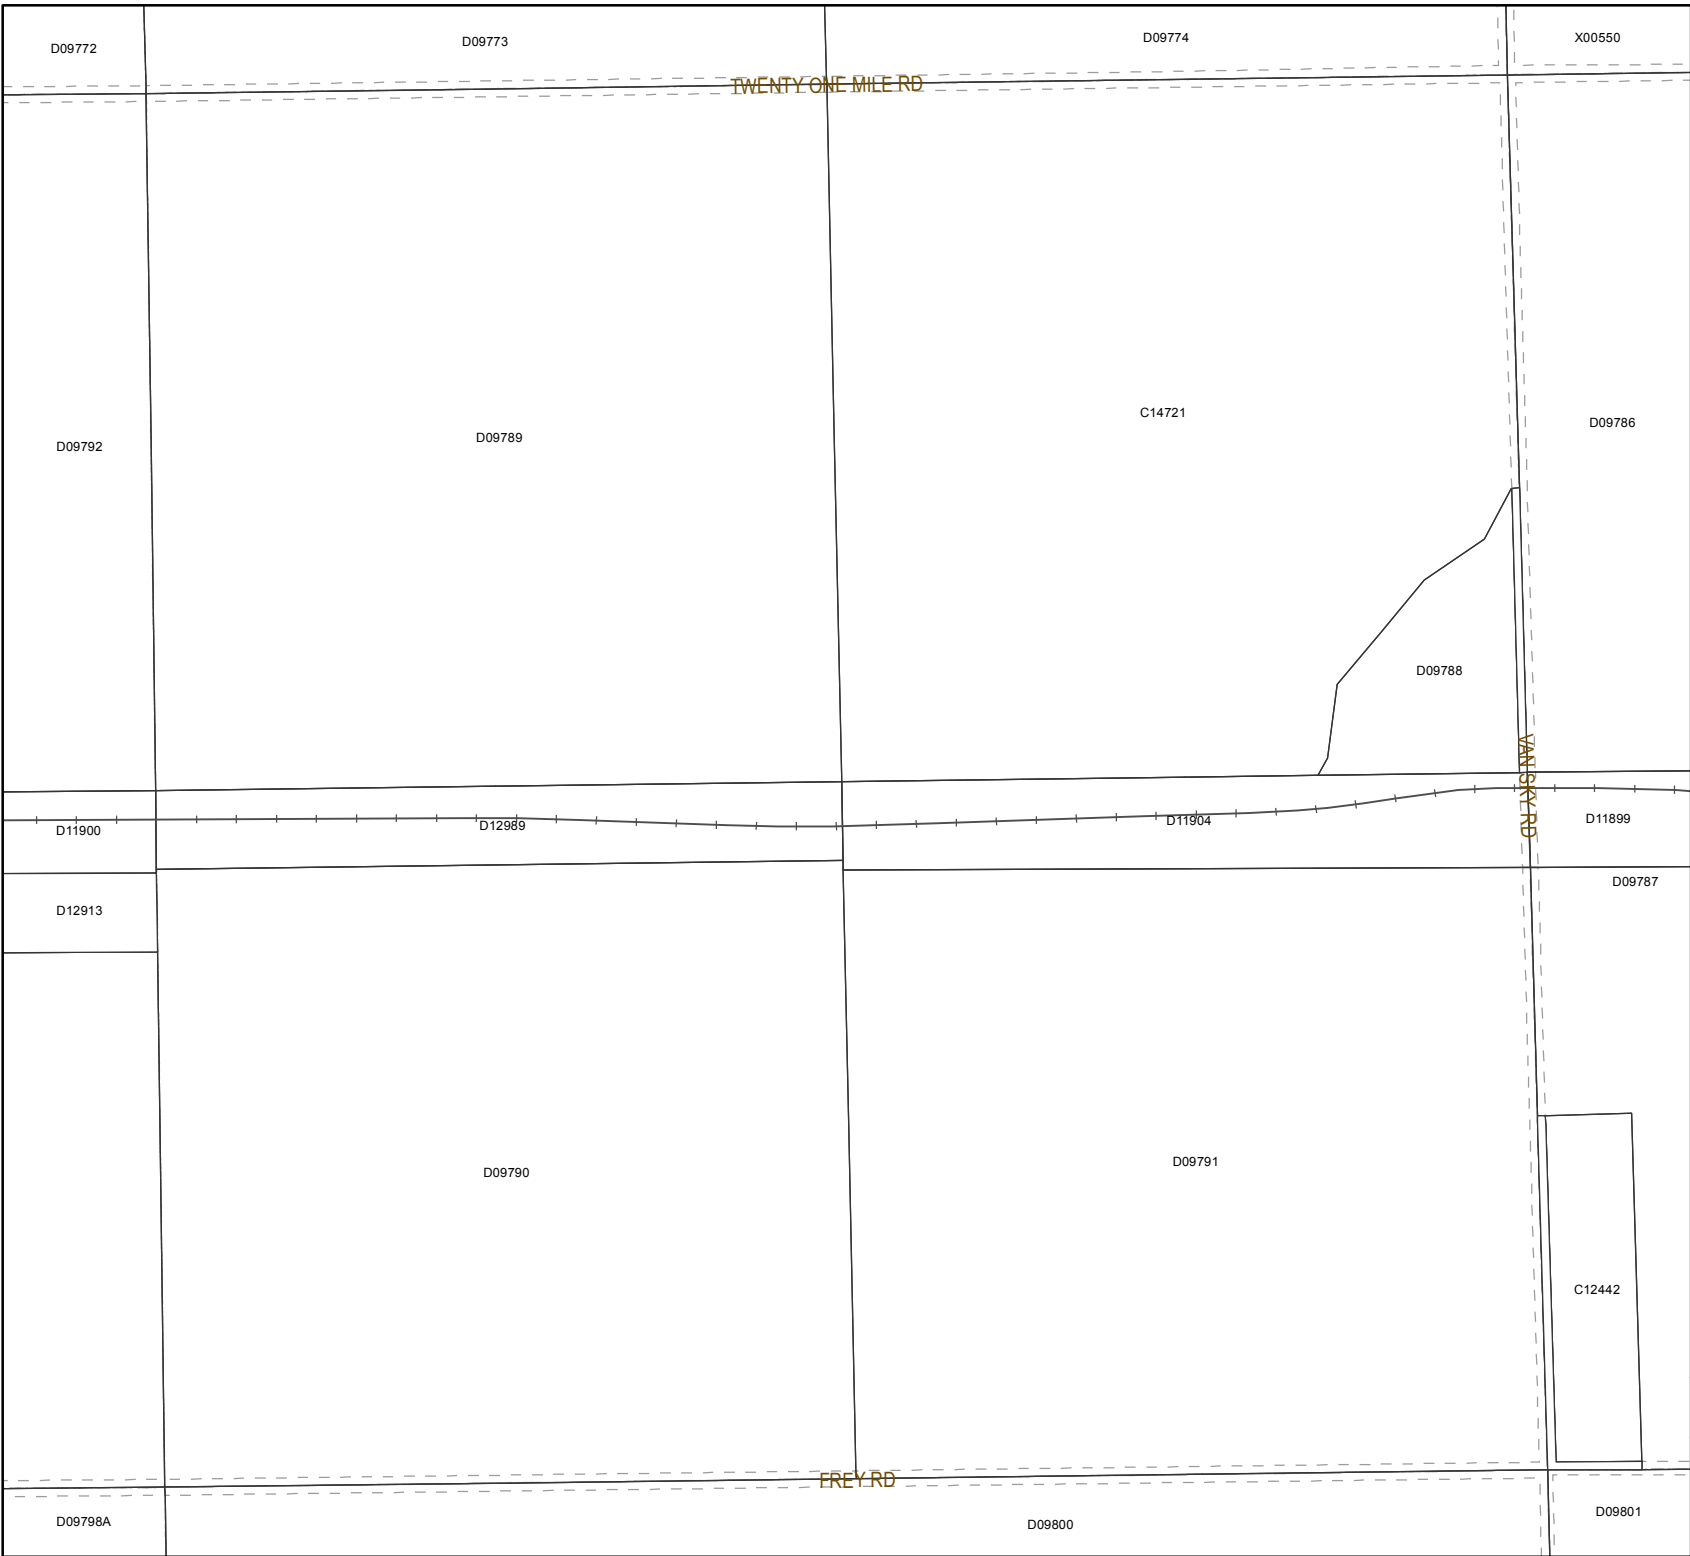 D09772
D09773
D09774
X00550
TWENTY ONE MILE RD
C14721
D09786
D09789
D09792
D09788
VAN SKY RD
D11900
D12989
D11904
D11899
D09787
D12913
D09791
D09790
C12442
FREY RD
D09798A
D09800
D09801